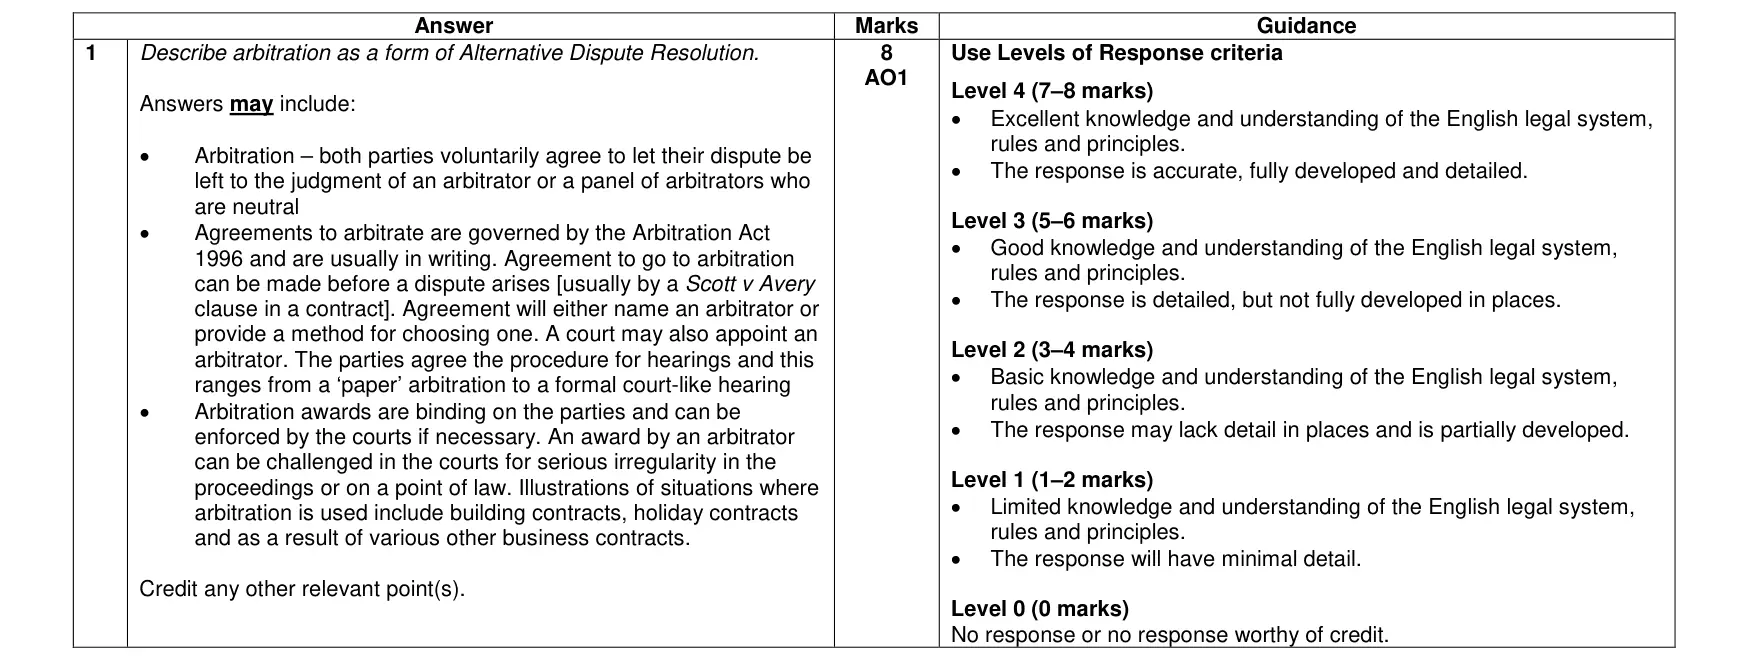 Answer
Marks
Guidance
1
Describe arbitration as a form of Alternative Dispute Resolution.
Answers may include:
• Arbitration – both parties voluntarily agree to let their dispute be
left to the judgment of an arbitrator or a panel of arbitrators who
are neutral
• Agreements to arbitrate are governed by the Arbitration Act
1996 and are usually in writing. Agreement to go to arbitration
can be made before a dispute arises [usually by a Scott v Avery
clause in a contract]. Agreement will either name an arbitrator or
provide a method for choosing one. A court may also appoint an
arbitrator. The parties agree the procedure for hearings and this
ranges from a ‘paper’ arbitration to a formal court-like hearing
• Arbitration awards are binding on the parties and can be
enforced by the courts if necessary. An award by an arbitrator
can be challenged in the courts for serious irregularity in the
proceedings or on a point of law. Illustrations of situations where
arbitration is used include building contracts, holiday contracts
and as a result of various other business contracts.
Credit any other relevant point(s).
8
AO1
Use Levels of Response criteria
Level 4 (7–8 marks)
• Excellent knowledge and understanding of the English legal system,
rules and principles.
• The response is accurate, fully developed and detailed.
Level 3 (5–6 marks)
• Good knowledge and understanding of the English legal system,
rules and principles.
• The response is detailed, but not fully developed in places.
Level 2 (3–4 marks)
• Basic knowledge and understanding of the English legal system,
rules and principles.
• The response may lack detail in places and is partially developed.
Level 1 (1–2 marks)
• Limited knowledge and understanding of the English legal system,
rules and principles.
• The response will have minimal detail.
Level 0 (0 marks)
No response or no response worthy of credit.